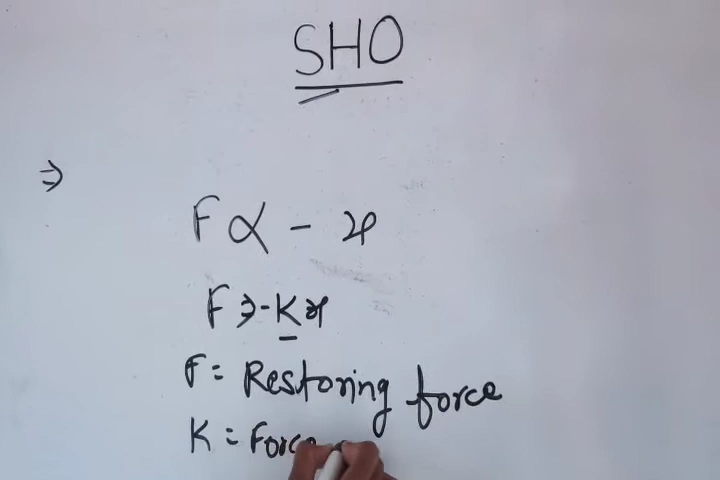 SHO
⇒
F ∝ - x
F = -Kx
F = Restoring force
K = Force